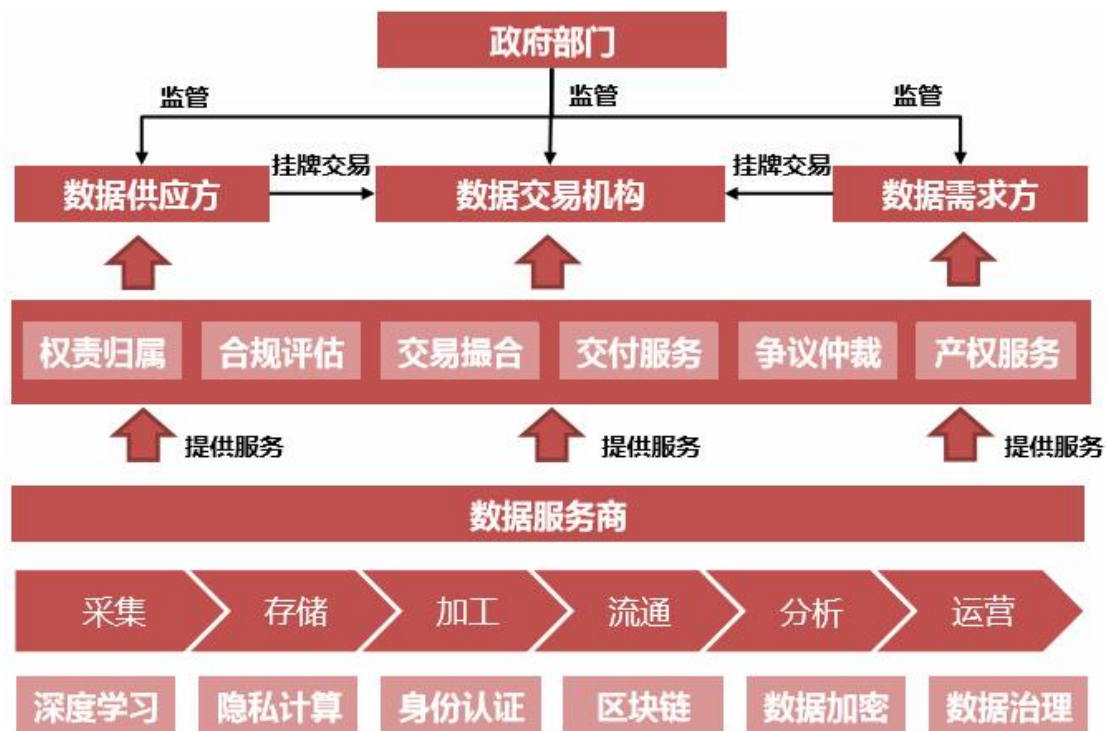 政府部门
监管 监管 监管
挂牌交易 挂牌交易
数据供应方 数据交易机构 数据需求方
权责归属 合规评估 交易撮合 交付服务 争议仲裁 产权服务
提供服务 提供服务 提供服务
数据服务商
采集 存储 加工 流通 分析 运营
深度学习 隐私计算 身份认证 区块链 数据加密 数据治理